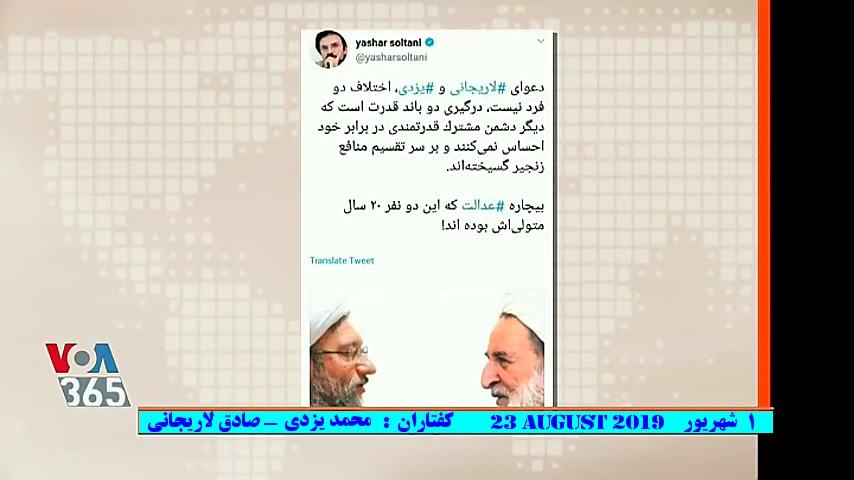 yashar soltani
@yasharsoltani
دعوای #لاریجانی و #یزدی، اختلاف دو
فرد نیست، درگیری دو باند قدرت است که
دیگر دشمن مشترك قدرتمندی در برابر خود
احساس نمی‌کنند و بر سر تقسیم منافع
زنجیر گسیخته‌اند.
بیچاره #عدالت که این دو نفر ۲۰ سال
متولی‌اش بوده اند!
Translate Tweet
VOA
365
۱ شهریور 23 AUGUST 2019 کفتاران : محمد یزدی – صادق لاریجانی